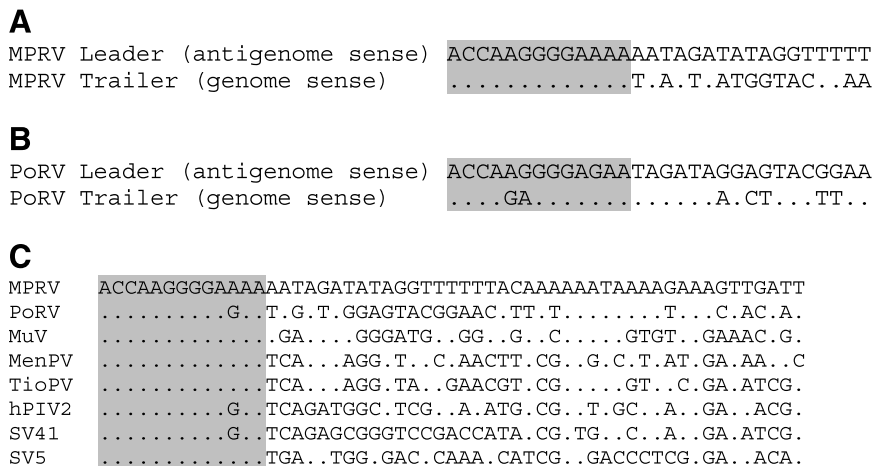 A
MPRV Leader (antigenome sense) ACCAAGGGGAAAAAATAGATATAGGTTTTT
MPRV Trailer (genome sense) .............T.A.T.ATGGTAC..AA
B
PoRV Leader (antigenome sense) ACCAAGGGGAGAATAGATAGGAGTACGGAA
PoRV Trailer (genome sense) ....GA.............A.CT...TT..
C
MPRV ACCAAGGGGAAAAAATAGATATAGGTTTTTTACAAAAAATAAAAGAAAGTTGATT
PoRV ..........G..T.G.T.GGAGTACGGAAC.TT.T........T...C.AC.A.
MuV ..............GA....GGGATG..GG..G..C.....GTGT..GAAAC.G.
MenPV .............TCA...AGG.T..C.AACTT.CG..G.C.T.AT.GA.AA..C
TioPV .............TCA...AGG.TA..GAACGT.CG......GT..C.GA.ATCG.
hPIV2 ..........G..TCAGATGGC.TCG..A.ATG.CG..T.GC..A..GA..ACG.
SV41 ..........G..TCAGAGCGGGTCCGACCATA.CG.TG..C..A..GA.ATCG.
SV5 .............TGA..TGG.GAC.CAAA.CATCG..GACCCTCG.GA..ACA.